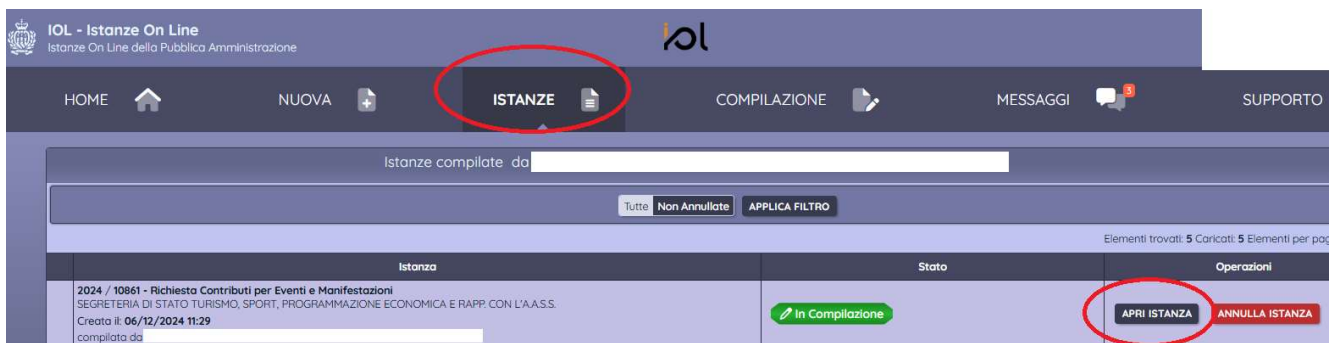 IOL - Istanze On Line
Istanze On Line della Pubblica Amministrazione
iol
HOME NUOVA ISTANZE COMPILAZIONE MESSAGGI 3 SUPPORTO
Istanze compilate da
Tutte Non Annullate APPLICA FILTRO
Elementi trovati: 5 Caricati: 5 Elementi per pag
Istanza Stato Operazioni
2024 / 10861 - Richiesta Contributi per Eventi e Manifestazioni
SEGRETERIA DI STATO TURISMO, SPORT, PROGRAMMAZIONE ECONOMICA E RAPP. CON L'A.A.S.S.
Creata il: 06/12/2024 11:29
In Compilazione APRI ISTANZA ANNULLA ISTANZA
compilata da